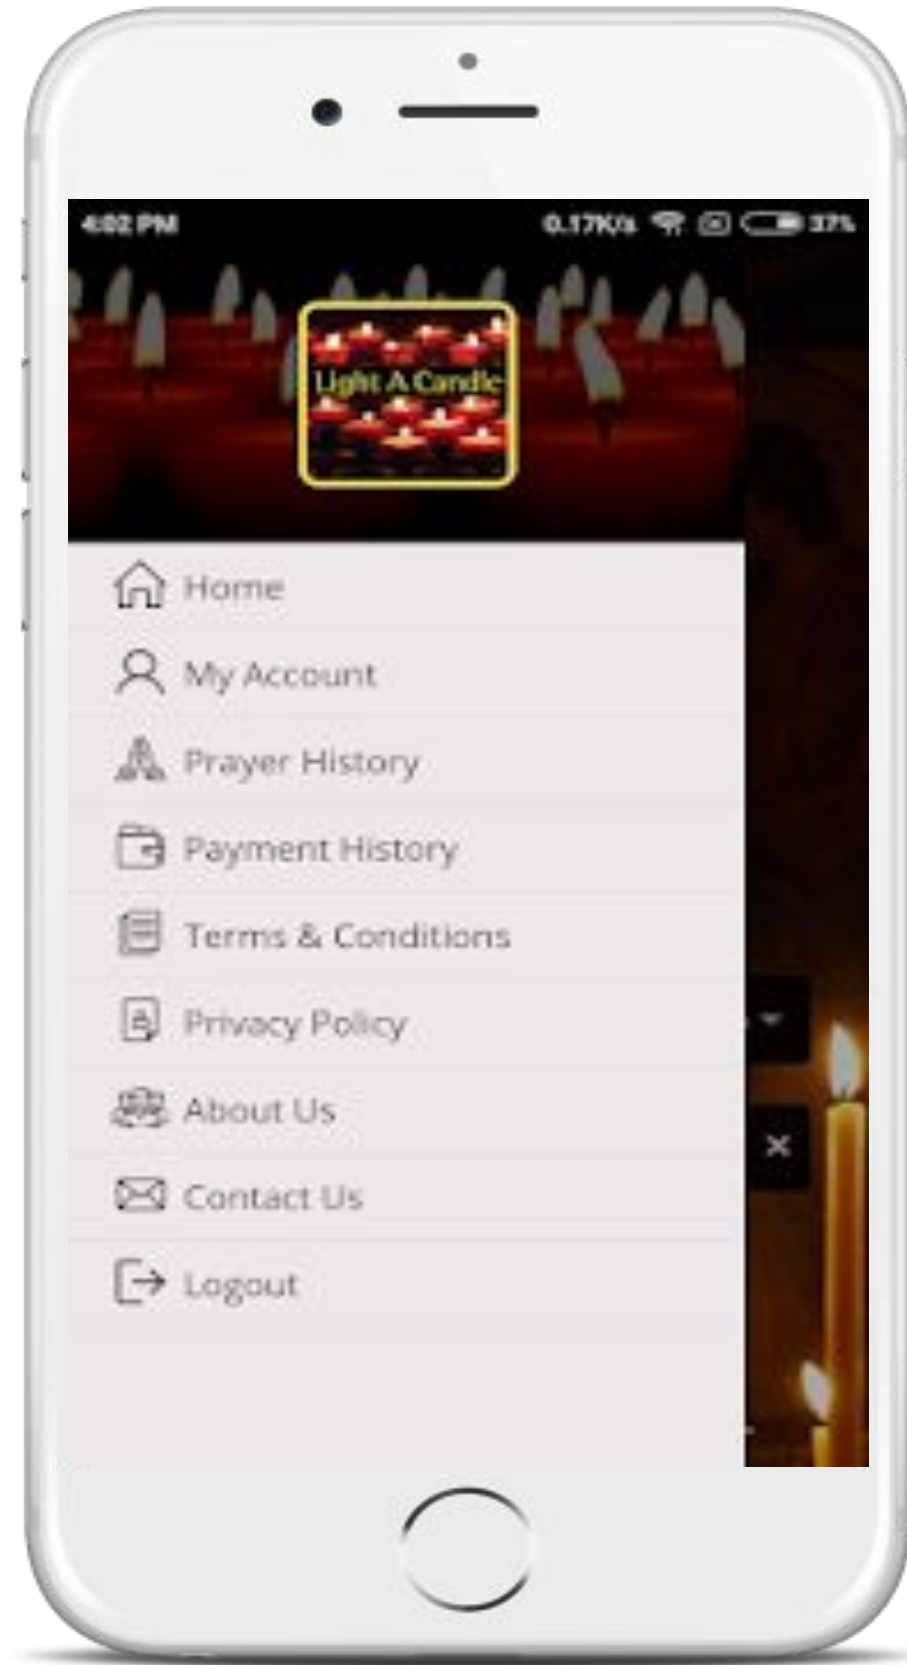 4:02 PM 0.17K/s 37%
Light A Candle
Home
My Account
Prayer History
Payment History
Terms & Conditions
Privacy Policy
About Us
Contact Us
Logout